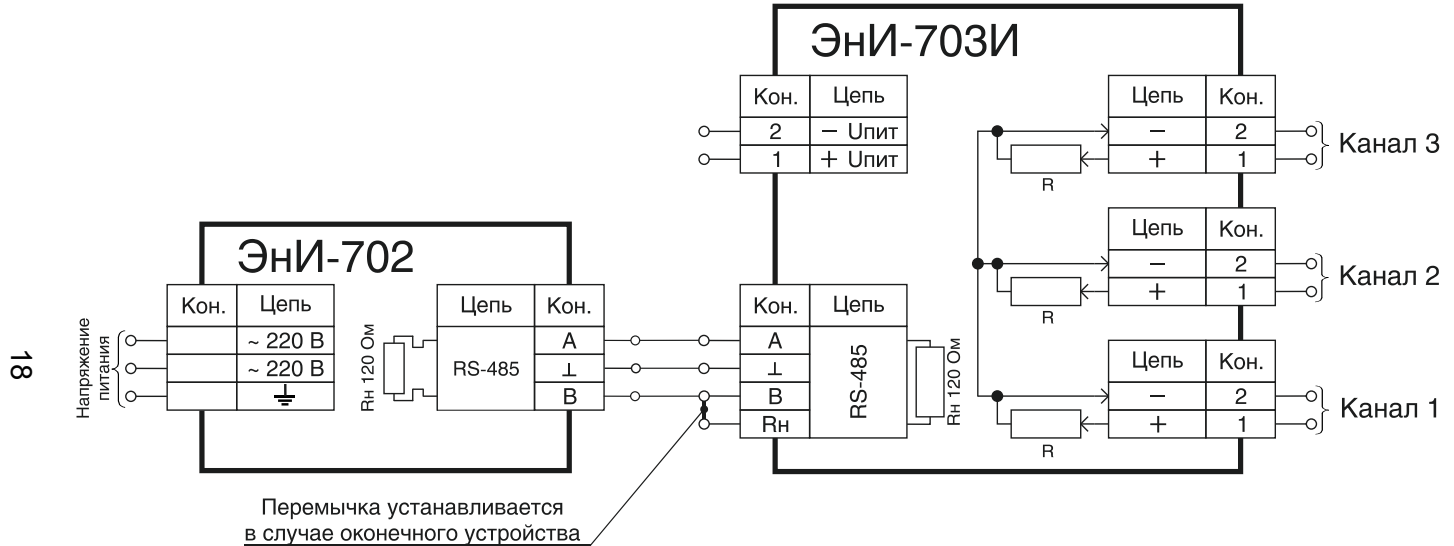 ЭнИ-703И
Кон. Цепь
2 − Uпит
1 + Uпит
Цепь Кон.
− 2
+ 1
R
Канал 3
Цепь Кон.
− 2
+ 1
R
Канал 2
Цепь Кон.
− 2
+ 1
R
Канал 1
Кон. Цепь
A
⊥
B
Rн
RS-485
Rн 120 Ом
ЭнИ-702
Кон. Цепь
~ 220 В
~ 220 В
Напряжение
питания
Rн 120 Ом
Цепь Кон.
RS-485
A
⊥
B
Перемычка устанавливается
в случае оконечного устройства
18